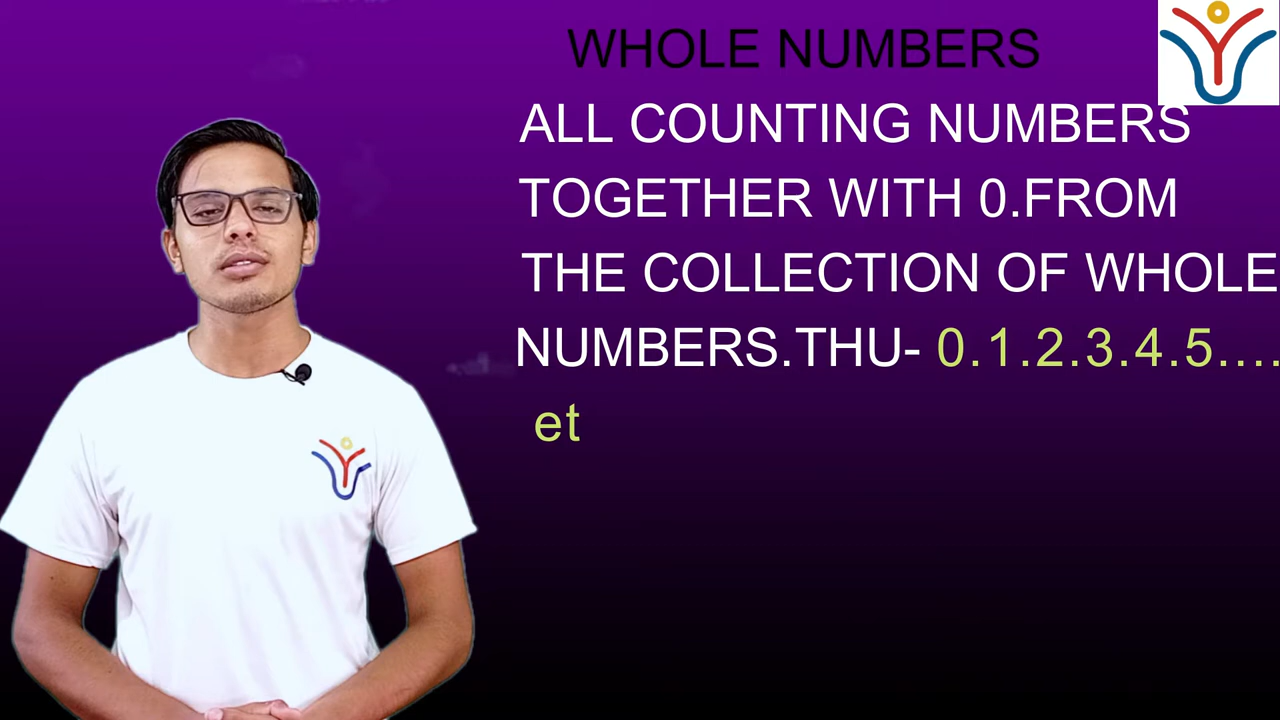 WHOLE NUMBERS
ALL COUNTING NUMBERS
TOGETHER WITH 0.FROM
THE COLLECTION OF WHOLE
NUMBERS.THU- 0.1.2.3.4.5....
et